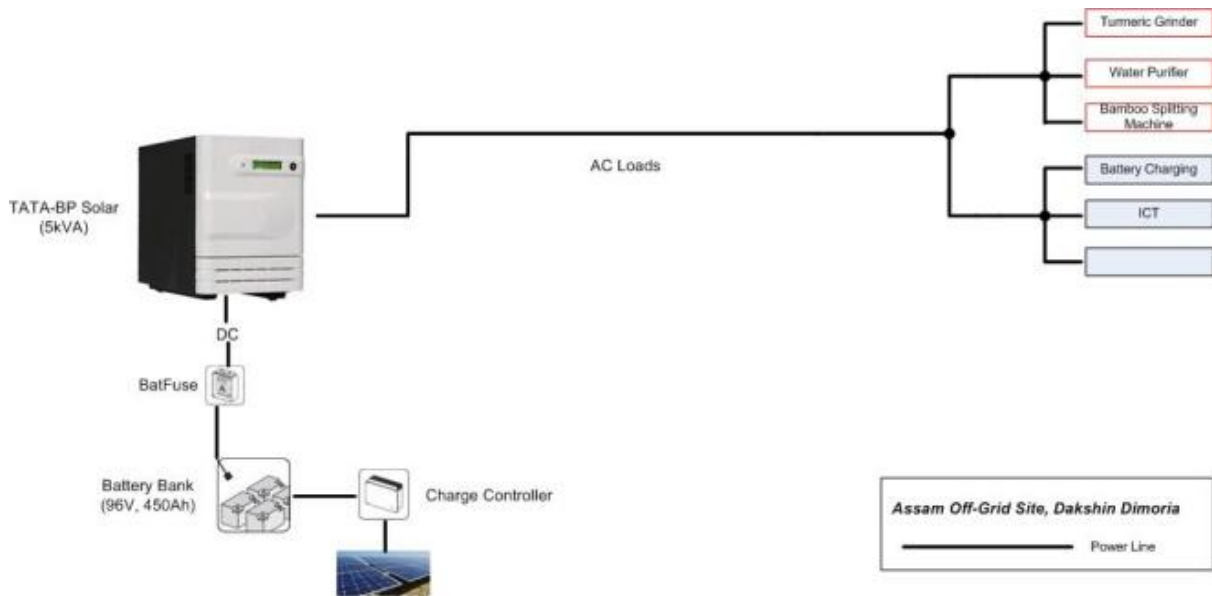 Turmeric Grinder
Water Purifier
Bamboo Splitting
Machine
AC Loads
Battery Charging
TATA-BP Solar
(5kVA)
ICT
DC
BatFuse
Battery Bank
(96V, 450Ah)
Charge Controller
Assam Off-Grid Site, Dakshin Dimoria
Power Line